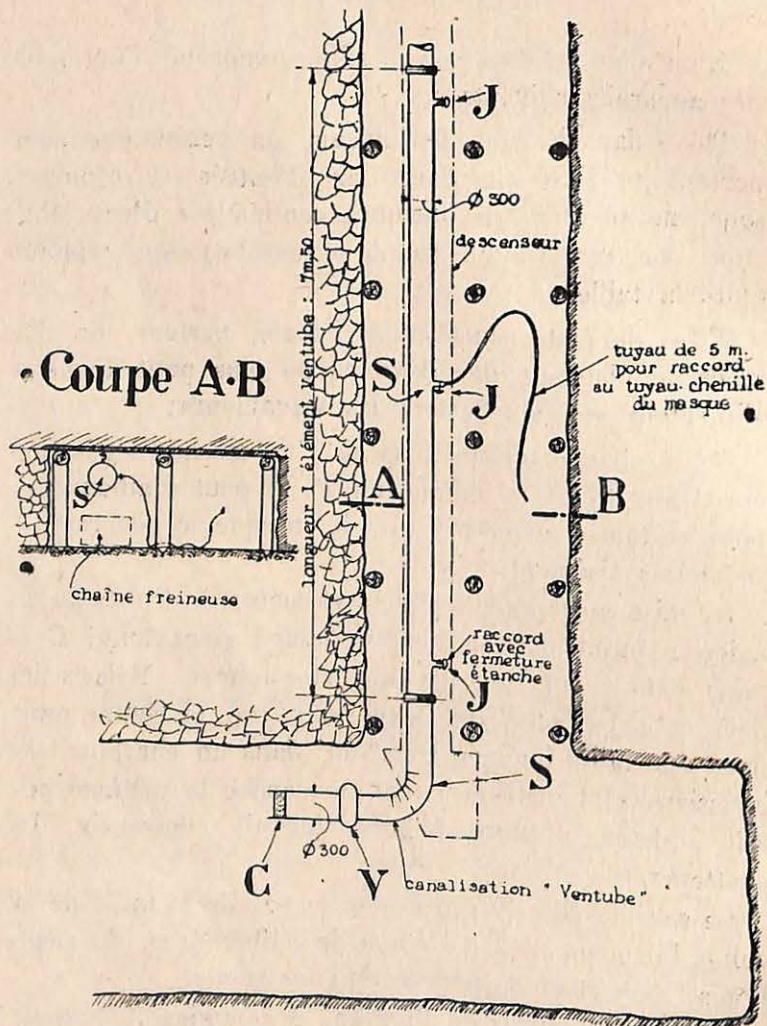 J
Ø 300
descenseur
longueur 1 élément Ventube : 7m,50
tuyau de 5 m.
pour raccord
au tuyau-chenille
du masque
S
J
Coupe A·B
A
B
S
chaîne freineuse
raccord
avec
fermeture
étanche
J
S
Ø 300
C
V
canalisation " Ventube "